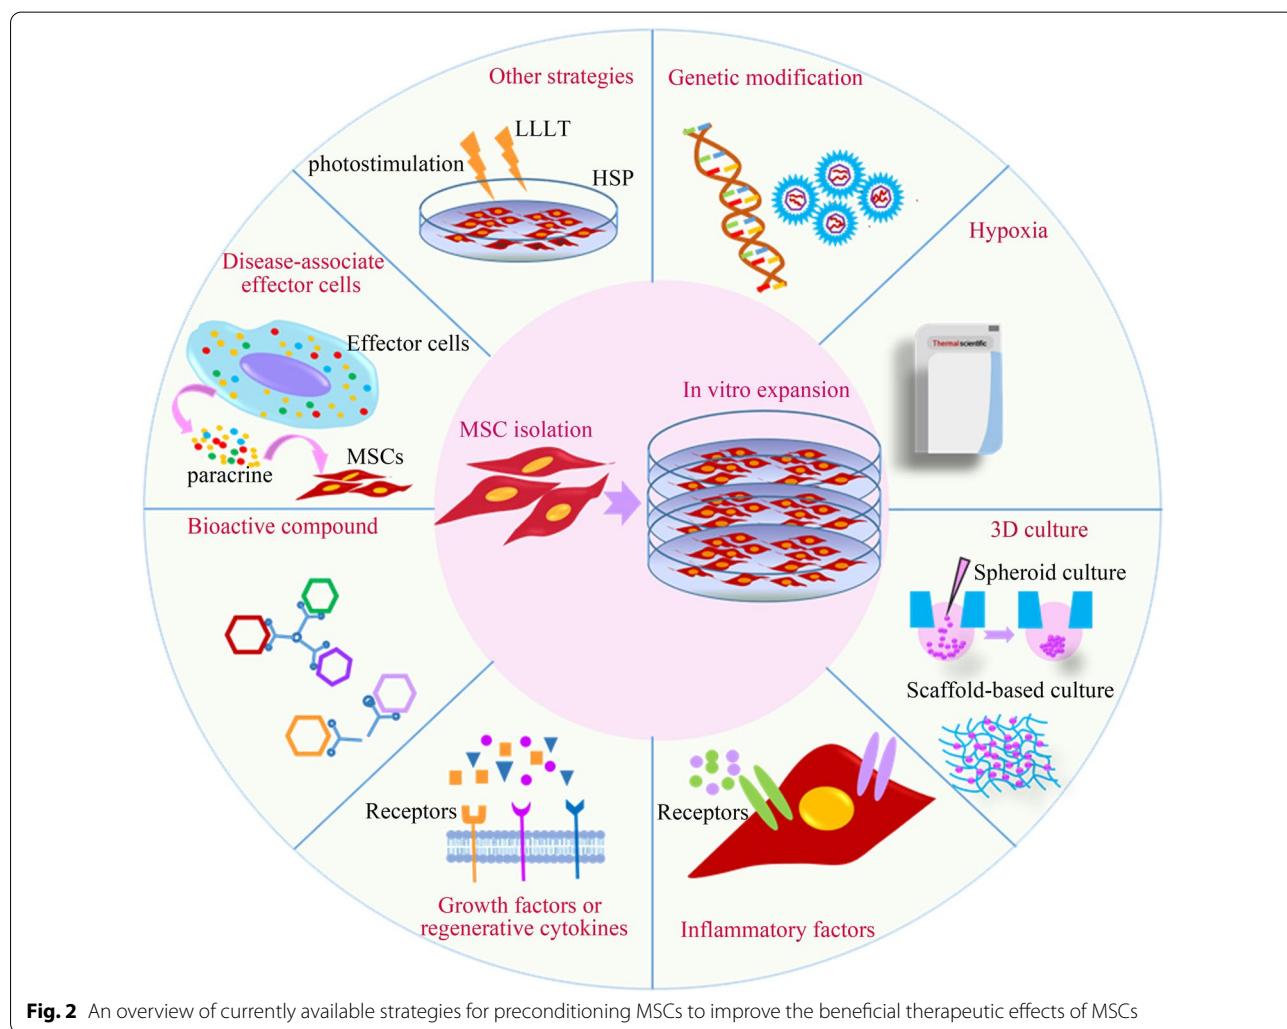 Other strategies
LLLT
photostimulation
HSP
Genetic modification
Hypoxia
Thermal scientific
Disease-associate
effector cells
Effector cells
paracrine
MSCs
MSC isolation
In vitro expansion
3D culture
Spheroid culture
Scaffold-based culture
Bioactive compound
Receptors
Growth factors or
regenerative cytokines
Receptors
Inflammatory factors
Fig. 2 An overview of currently available strategies for preconditioning MSCs to improve the beneficial therapeutic effects of MSCs